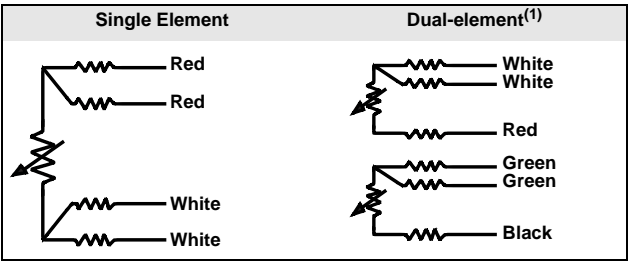 Single Element
Dual-element(1)
Red
Red
White
White
White
White
Red
Green
Green
Black